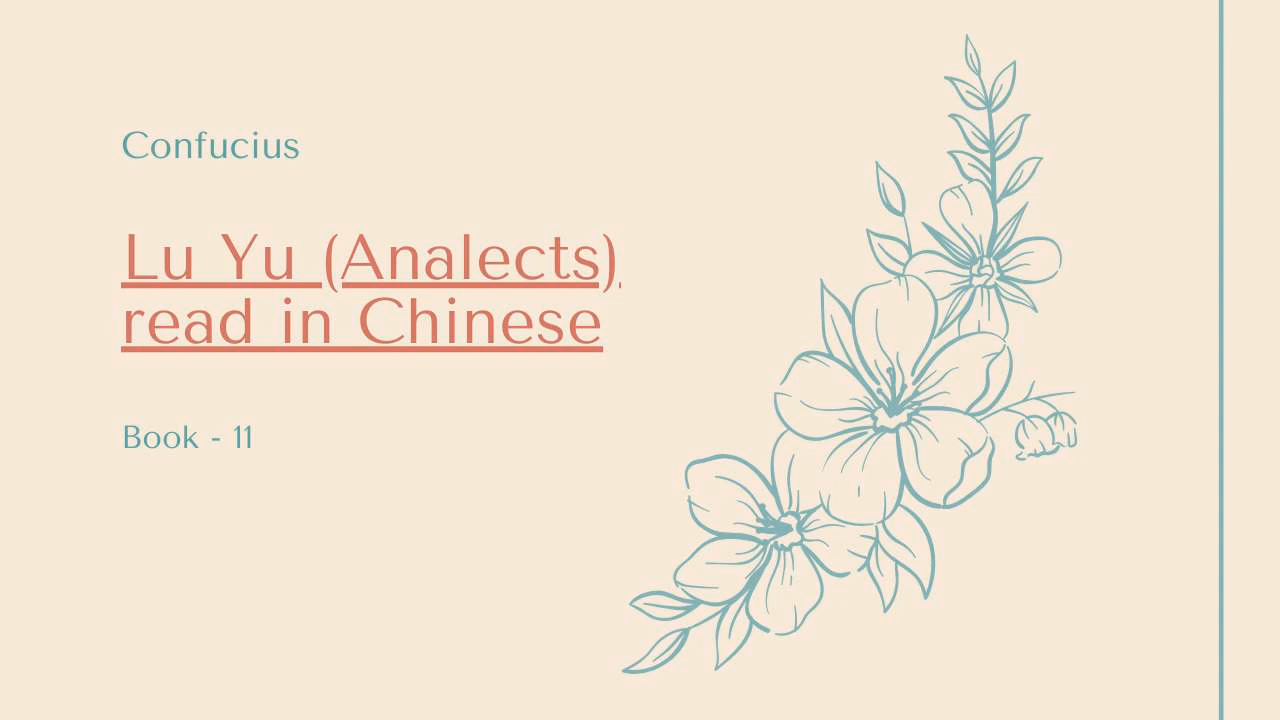 Confucius
Lu Yu (Analects)
read in Chinese
Book - 11